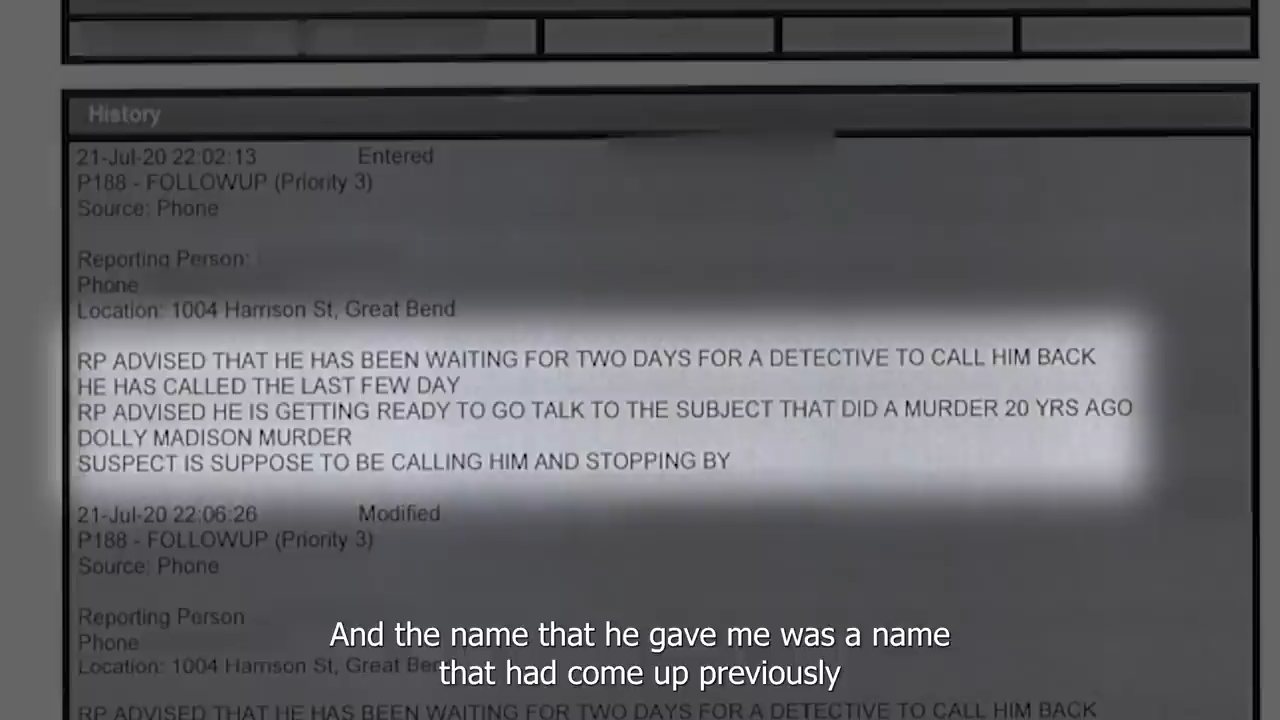 History
21-Jul-20 22:02:13 Entered
P188 - FOLLOWUP (Priority 3)
Source: Phone
Reporting Person:
Phone
Location: 1004 Harrison St, Great Bend
RP ADVISED THAT HE HAS BEEN WAITING FOR TWO DAYS FOR A DETECTIVE TO CALL HIM BACK
HE HAS CALLED THE LAST FEW DAY
RP ADVISED HE IS GETTING READY TO GO TALK TO THE SUBJECT THAT DID A MURDER 20 YRS AGO
DOLLY MADISON MURDER
SUSPECT IS SUPPOSE TO BE CALLING HIM AND STOPPING BY
21-Jul-20 22:06:26 Modified
P188 - FOLLOWUP (Priority 3)
Source: Phone
Reporting Person
Phone
Location: 1004 Harrison St, Great
RP ADVISED THAT HE HAS BEEN WAITING FOR TWO DAYS FOR A DETECTIVE TO CALL HIM BACK
And the name that he gave me was a name
that had come up previously